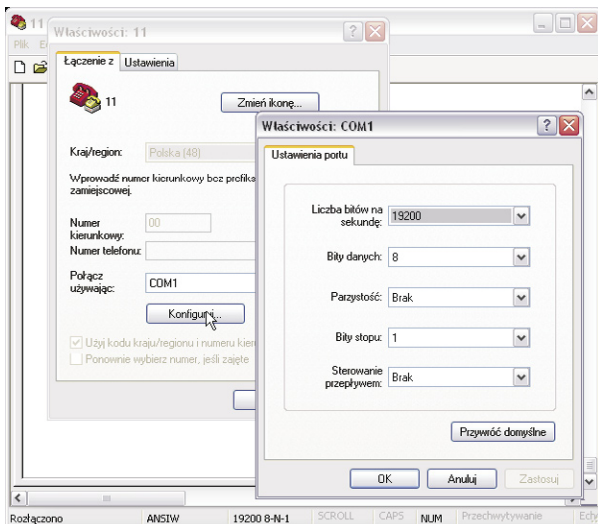 11
Plik E
Właściwości: 11
Łączenie z Ustawienia
11
Zmień ikonę...
Kraj/region: Polska (48)
Wprowadź numer kierunkowy bez prefiks
zamiejscowej.
Numer
kierunkowy: 00
Numer telefonu:
Połącz
używając: COM1
Konfiguruj...
Użyj kodu kraju/regionu i numeru kier
Ponownie wybierz numer, jeśli zajęte
Właściwości: COM1
Ustawienia portu
Liczba bitów na
sekundę: 19200
Bity danych: 8
Parzystość: Brak
Bity stopu: 1
Sterowanie
przepływem: Brak
Przywróć domyślne
OK Anuluj Zastosuj
Rozłączono ANSIW 19200 8-N-1 SCROLL CAPS NUM Przechwytywanie Edy